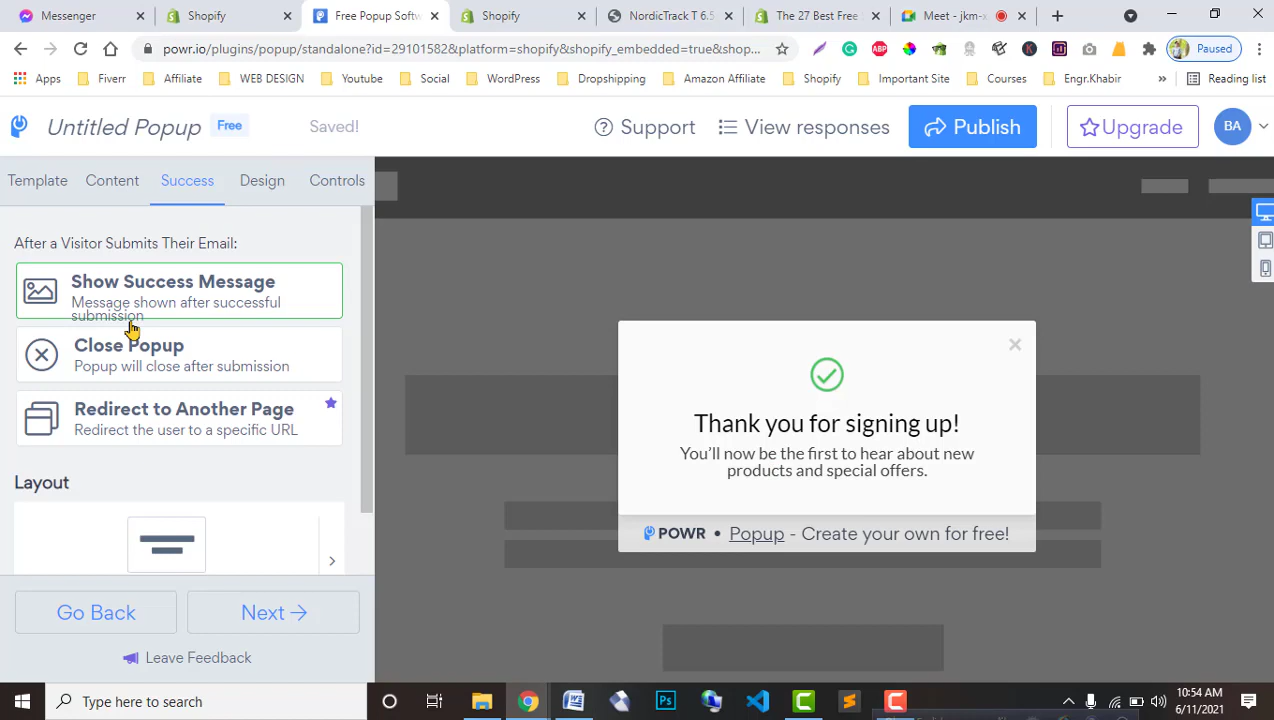 Messenger
Shopify
Free Popup Softw
Shopify
NordicTrack T 6.5
The 27 Best Free
Meet - jkm-x
powr.io/plugins/popup/standalone?id=29101582&platform=shopify&shopify_embedded=true&shop...
Paused
Apps
Fiverr
Affiliate
WEB DESIGN
Youtube
Social
WordPress
Dropshipping
Amazon Affiliate
Shopify
Important Site
Courses
Engr.Khabir
»
Reading list
Untitled Popup
Free
Saved!
Support
View responses
Publish
Upgrade
BA
Template
Content
Success
Design
Controls
After a Visitor Submits Their Email:
Show Success Message
Message shown after successful
submission
Close Popup
Popup will close after submission
Redirect to Another Page
Redirect the user to a specific URL
Layout
Go Back
Next
Leave Feedback
Thank you for signing up!
You'll now be the first to hear about new
products and special offers.
POWR • Popup - Create your own for free!
Type here to search
10:54 AM
6/11/2021